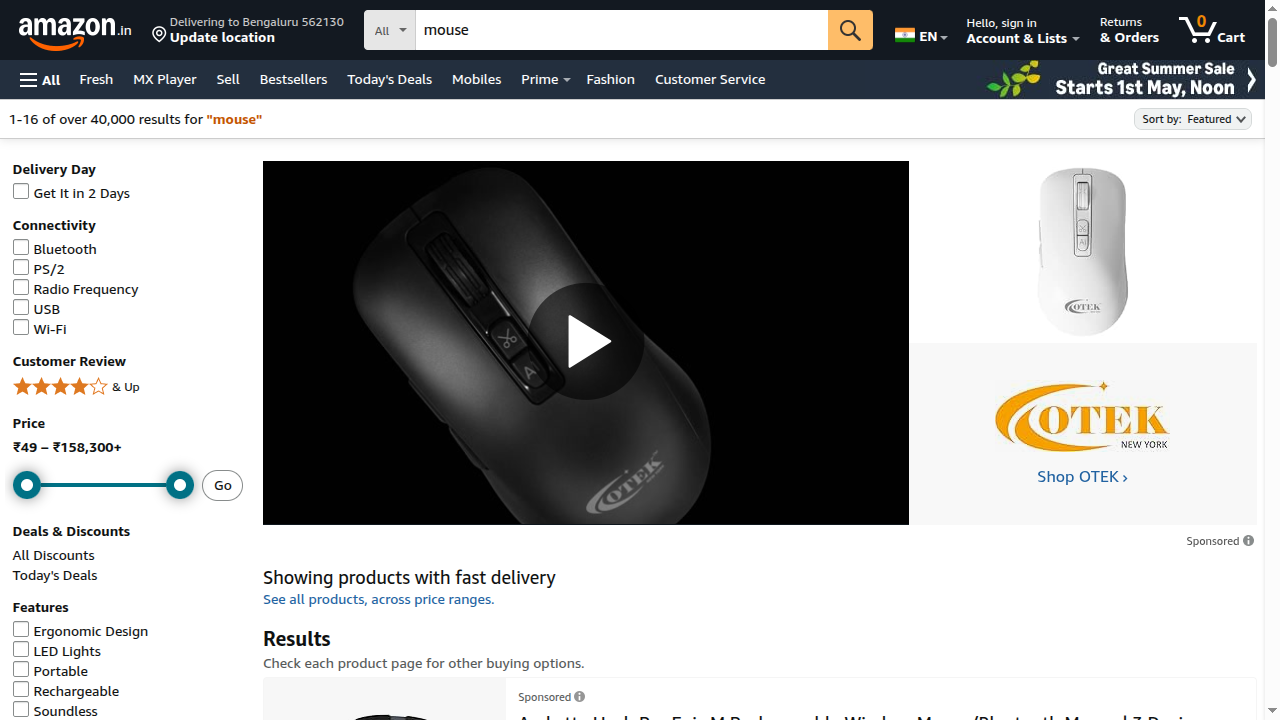 amazon.in
Delivering to Bengaluru 562130
Update location
All
mouse
EN
Hello, sign in
Account & Lists
Returns
& Orders
0
Cart
All
Fresh
MX Player
Sell
Bestsellers
Today's Deals
Mobiles
Prime
Fashion
Customer Service
Great Summer Sale
Starts 1st May, Noon
1-16 of over 40,000 results for "mouse"
Sort by: Featured
Delivery Day
Get It in 2 Days
Connectivity
Bluetooth
PS/2
Radio Frequency
USB
Wi-Fi
Customer Review
& Up
Price
₹49 – ₹158,300+
Go
Deals & Discounts
All Discounts
Today's Deals
Features
Ergonomic Design
LED Lights
Portable
Rechargeable
Soundless
A
OTEK
OTEK
OTEK
NEW YORK
Shop OTEK ›
Sponsored
Showing products with fast delivery
See all products, across price ranges.
Results
Check each product page for other buying options.
Sponsored